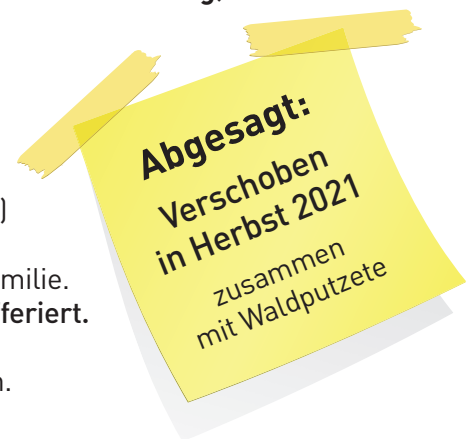 )
milie.
feriert.
Abgesagt:
Verschoben
in Herbst 2021
zusammen
mit Waldputzete